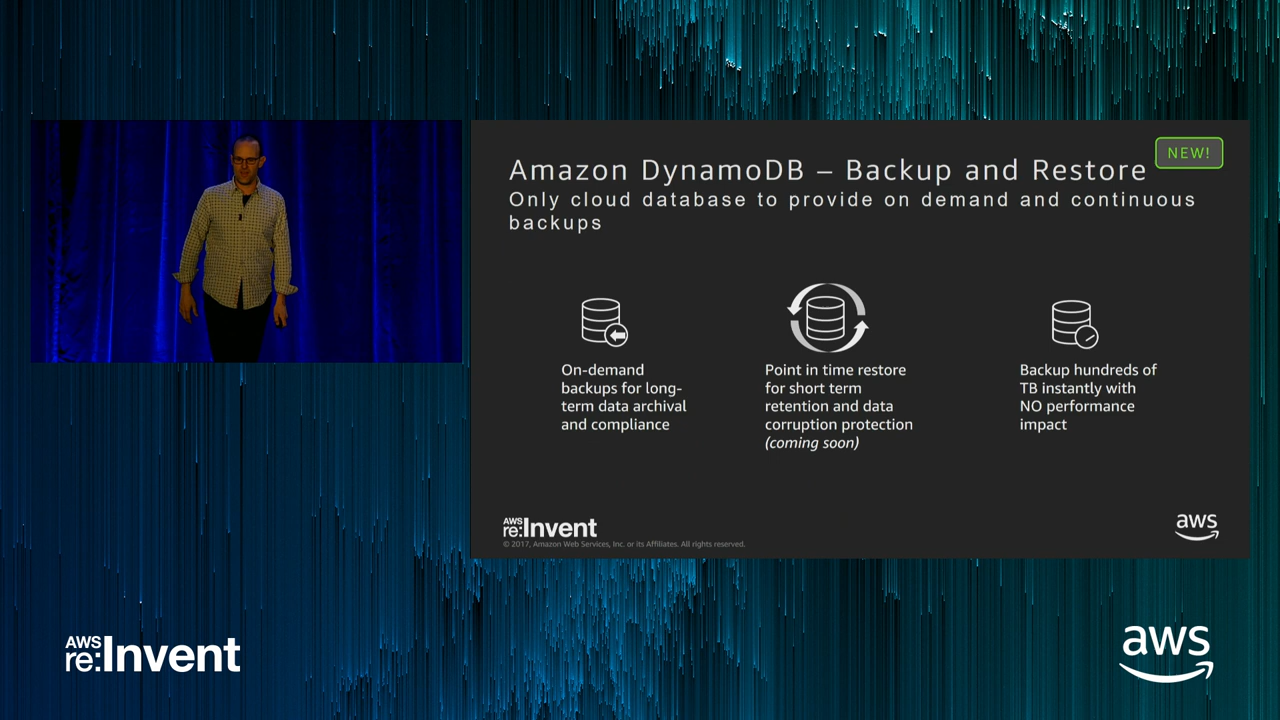 Amazon DynamoDB – Backup and Restore
NEW!
Only cloud database to provide on demand and continuous
backups
On-demand
backups for long-
term data archival
and compliance
Point in time restore
for short term
retention and data
corruption protection
(coming soon)
Backup hundreds of
TB instantly with
NO performance
impact
AWS
re:Invent
© 2017, Amazon Web Services, Inc. or its Affiliates. All rights reserved.
aws
AWS
re:Invent
aws